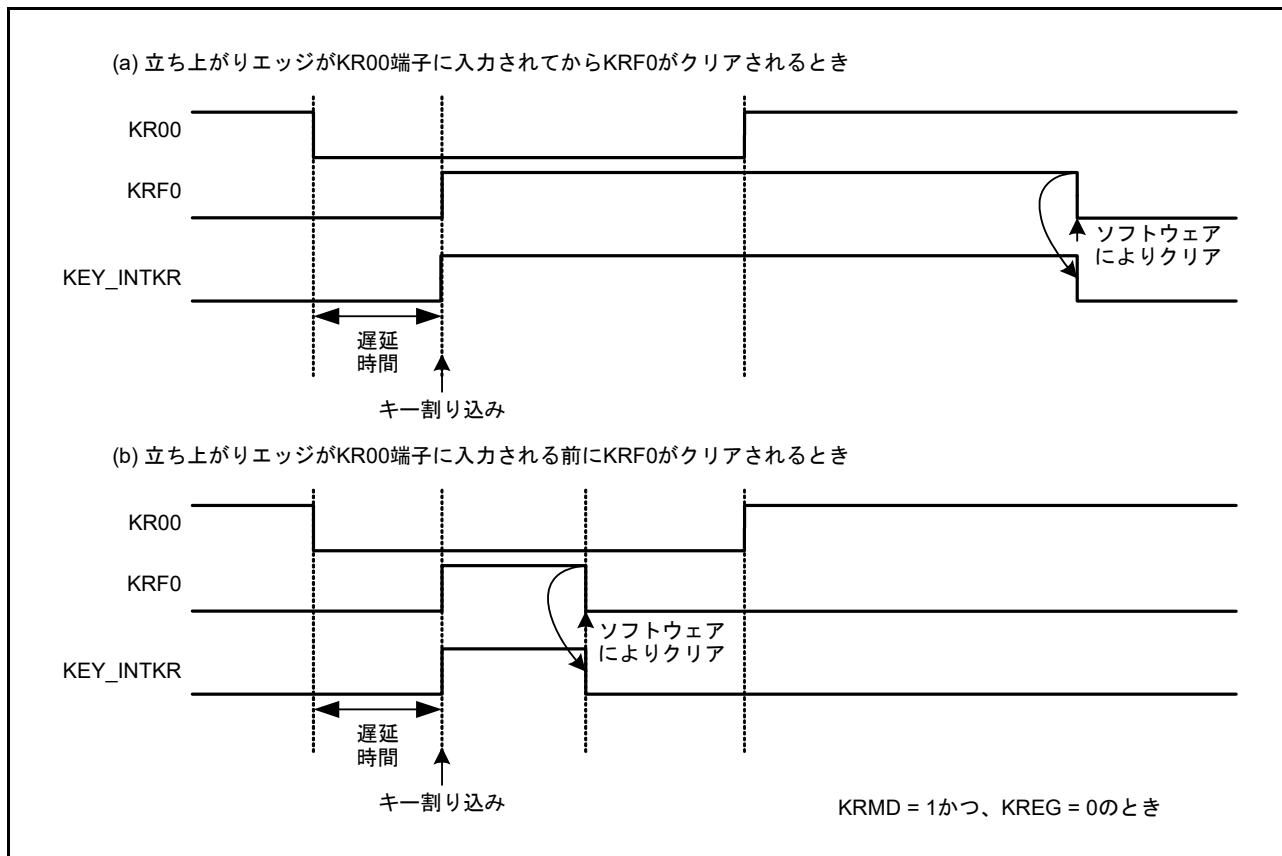 (a) 立ち上がりエッジがKR00端子に入力されてからKRF0がクリアされるとき
KR00
KRF0
KEY_INTKR
ソフトウェア
によりクリア
遅延
時間
キー割り込み
(b) 立ち上がりエッジがKR00端子に入力される前にKRF0がクリアされるとき
KR00
KRF0
KEY_INTKR
ソフトウェア
によりクリア
遅延
時間
キー割り込み
KRMD = 1かつ、KREG = 0のとき